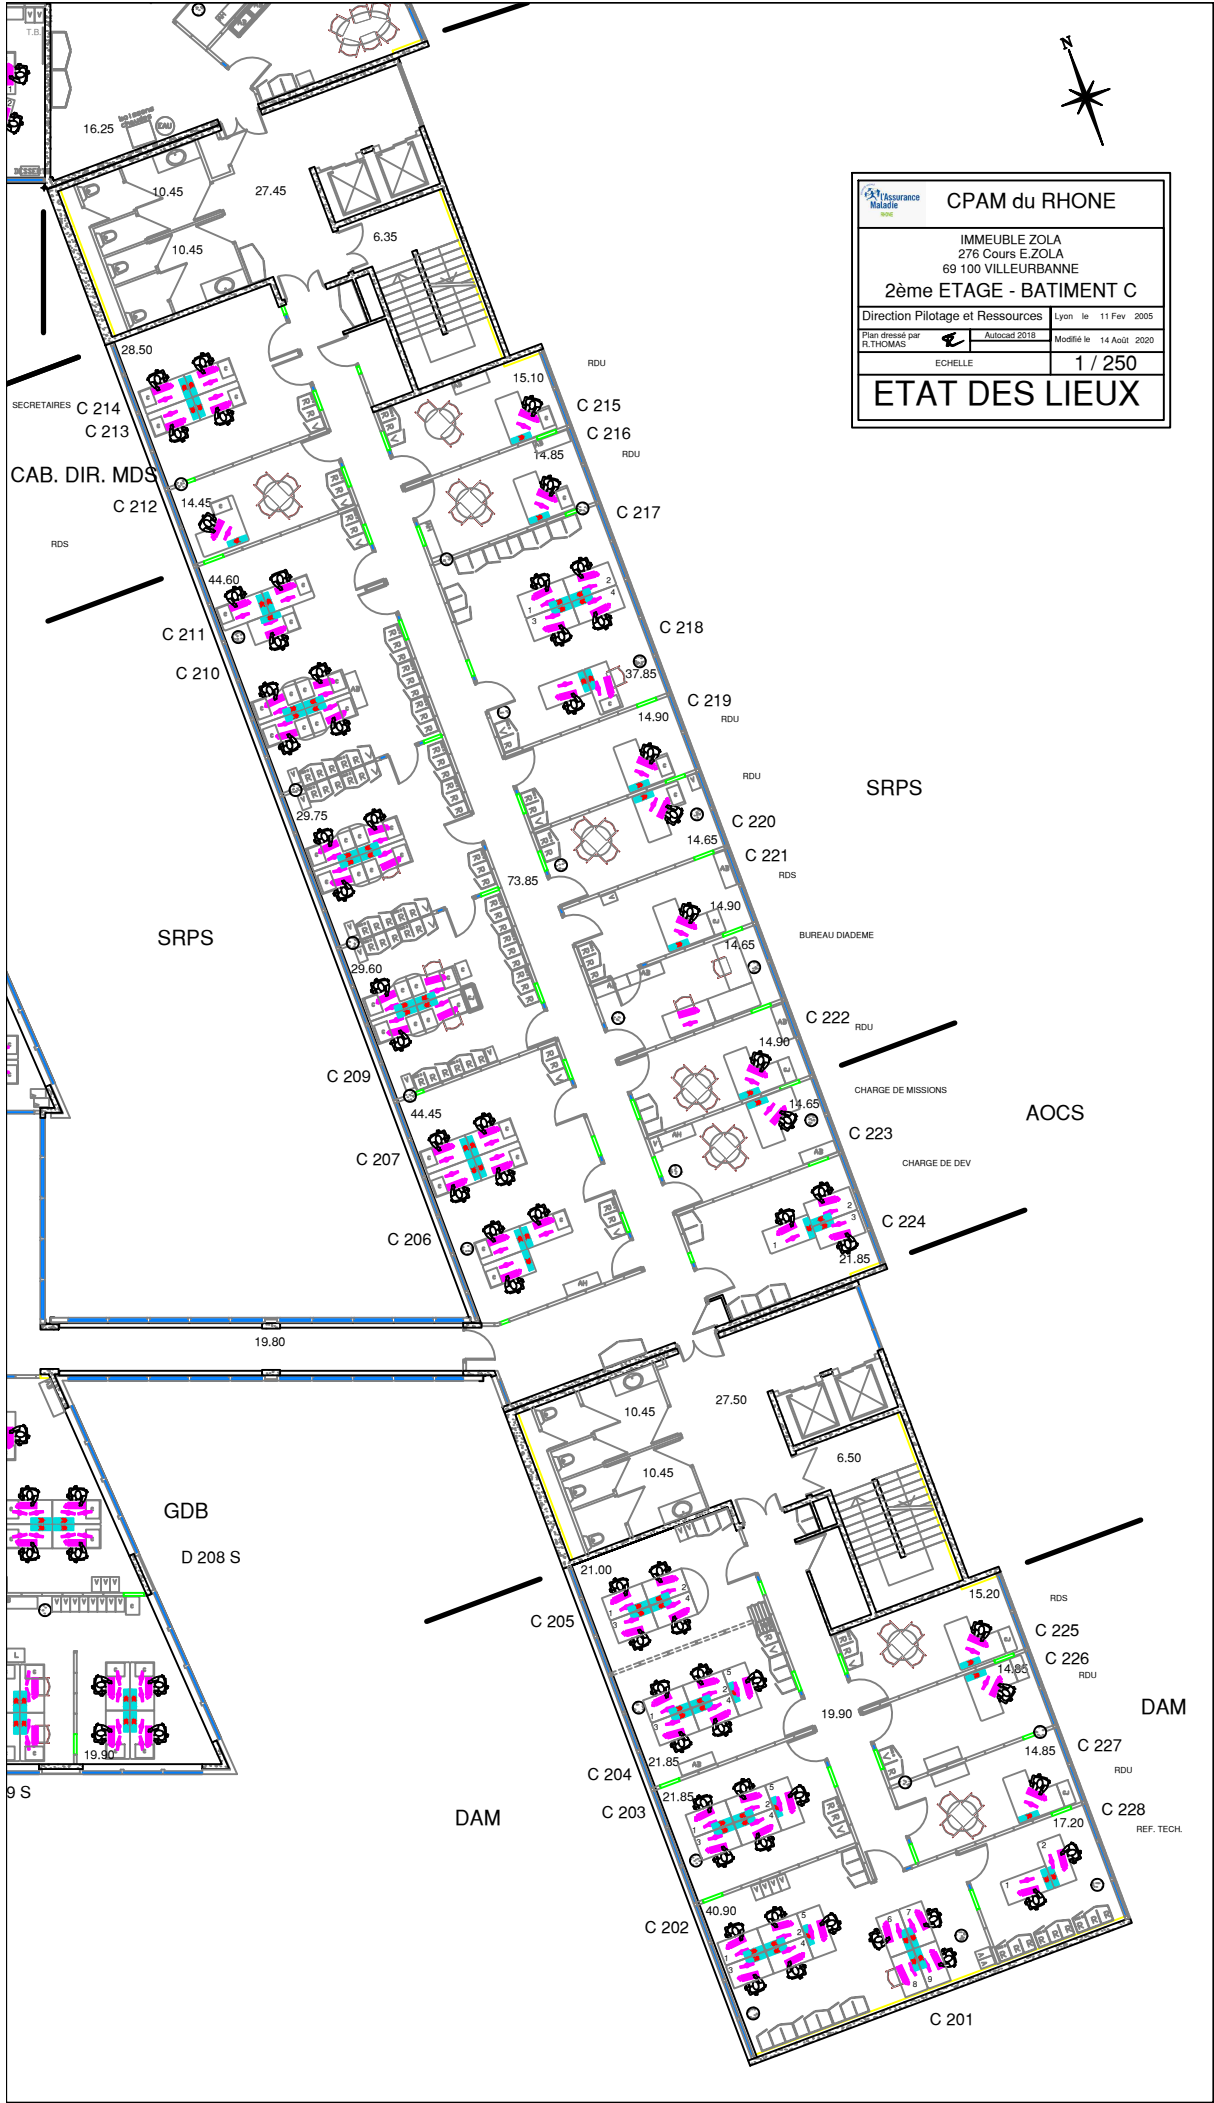 T.B.
16.25
boissons
chaudes
EAU
10.45
27.45
10.45
6.35
N
l'Assurance
Maladie
RHONE
CPAM du RHONE
IMMEUBLE ZOLA
276 Cours E.ZOLA
69 100 VILLEURBANNE
2ème ETAGE - BATIMENT C
Direction Pilotage et Ressources
Lyon le 11 Fev 2005
Plan dressé par
R.THOMAS
Autocad 2018
Modifié le 14 Août 2020
ECHELLE
1 / 250
ETAT DES LIEUX
28.50
SECRETAIRES
C 214
C 213
CAB. DIR. MDS
C 212
14.45
RDS
44.60
C 211
C 210
29.75
SRPS
29.60
C 209
44.45
C 207
C 206
73.85
15.10
RDU
C 215
C 216
14.85
RDU
C 217
C 218
37.85
C 219
14.90
RDU
RDU
SRPS
C 220
14.65
C 221
RDS
14.90
BUREAU DIADEME
14.65
C 222
RDU
14.90
CHARGE DE MISSIONS
14.65
AOCS
C 223
CHARGE DE DEV
C 224
21.85
19.80
10.45
27.50
10.45
6.50
GDB
D 208 S
19.90
9 S
21.00
C 205
15.20
RDS
C 225
C 226
14.85
RDU
DAM
19.90
21.85
C 204
21.85
C 203
DAM
C 227
14.85
RDU
C 228
17.20
REF. TECH.
40.90
C 202
C 201